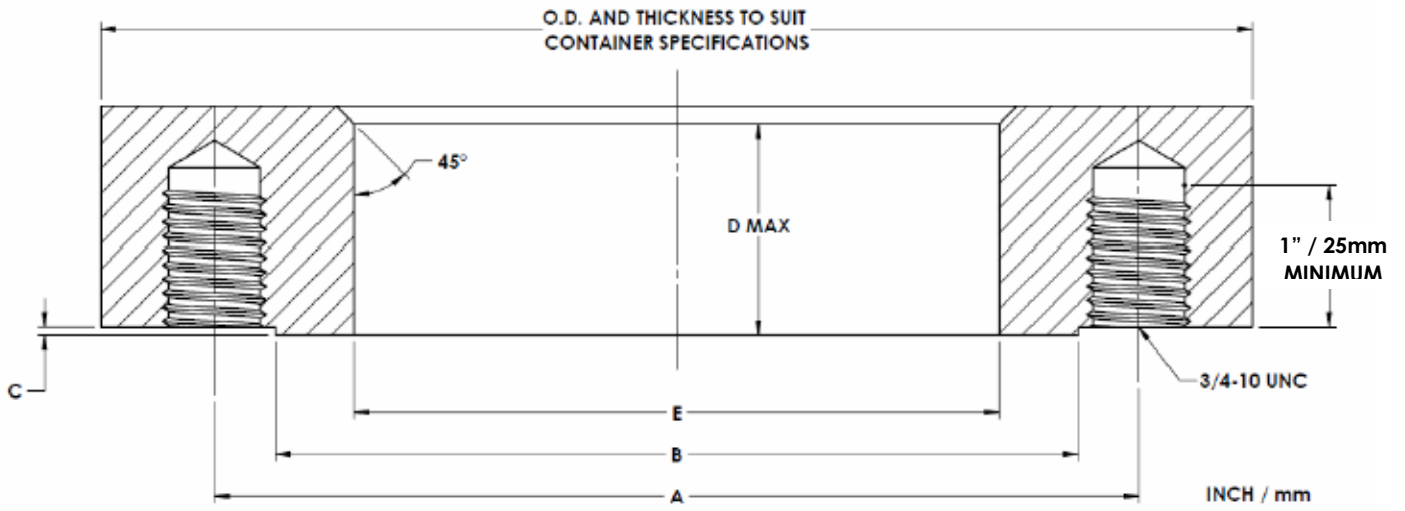 O.D. AND THICKNESS TO SUIT
CONTAINER SPECIFICATIONS
45°
D MAX
1” / 25mm
MINIMUM
C
3/4-10 UNC
E
B
A
INCH / mm